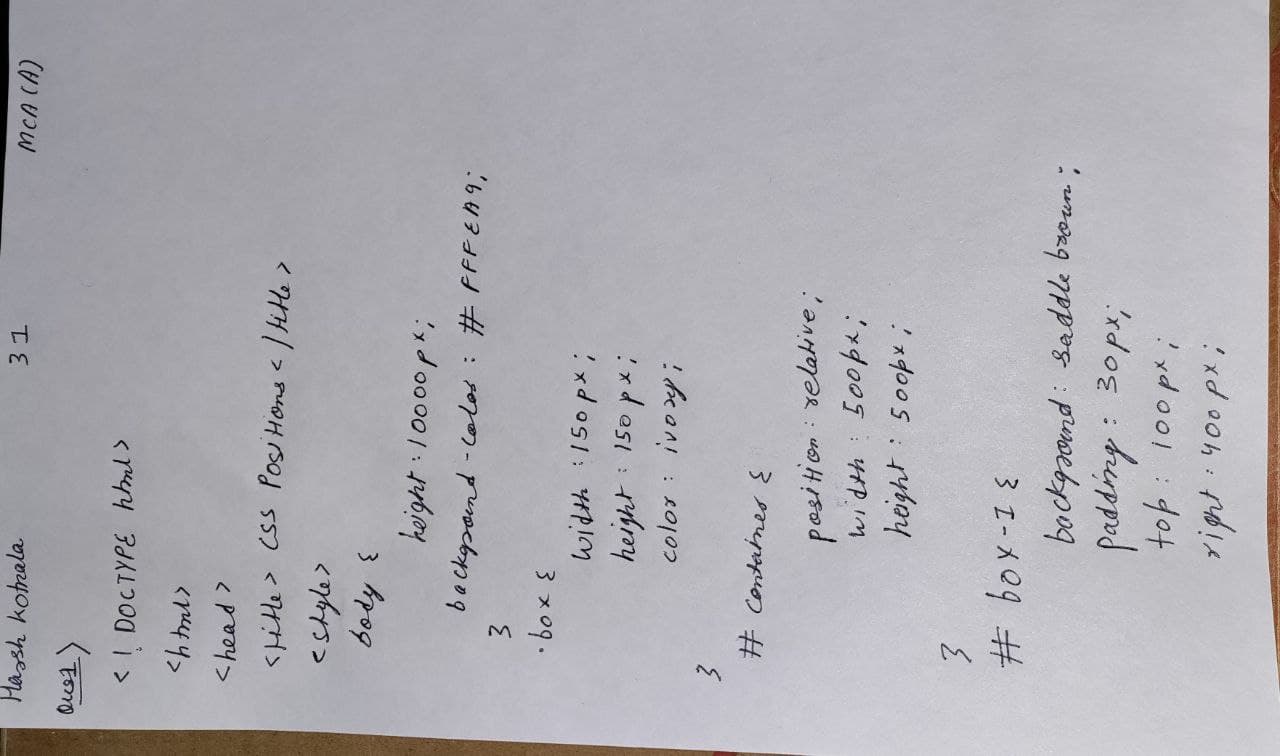 Harsh Kotnala 31 MCA (A)
Ques1>
<! DOCTYPE html>
<html>
<head>
<title> CSS Positions </title>
<style>
body {
height : 10000px;
background-color : # FFFEA9;
}
.box {
width : 150px;
height : 150px;
color : ivory;
}
# container {
position : relative;
width : 500px;
height : 500px;
}
# box-1 {
background : saddlebrown;
padding : 30px;
top : 100px;
right : 400px;